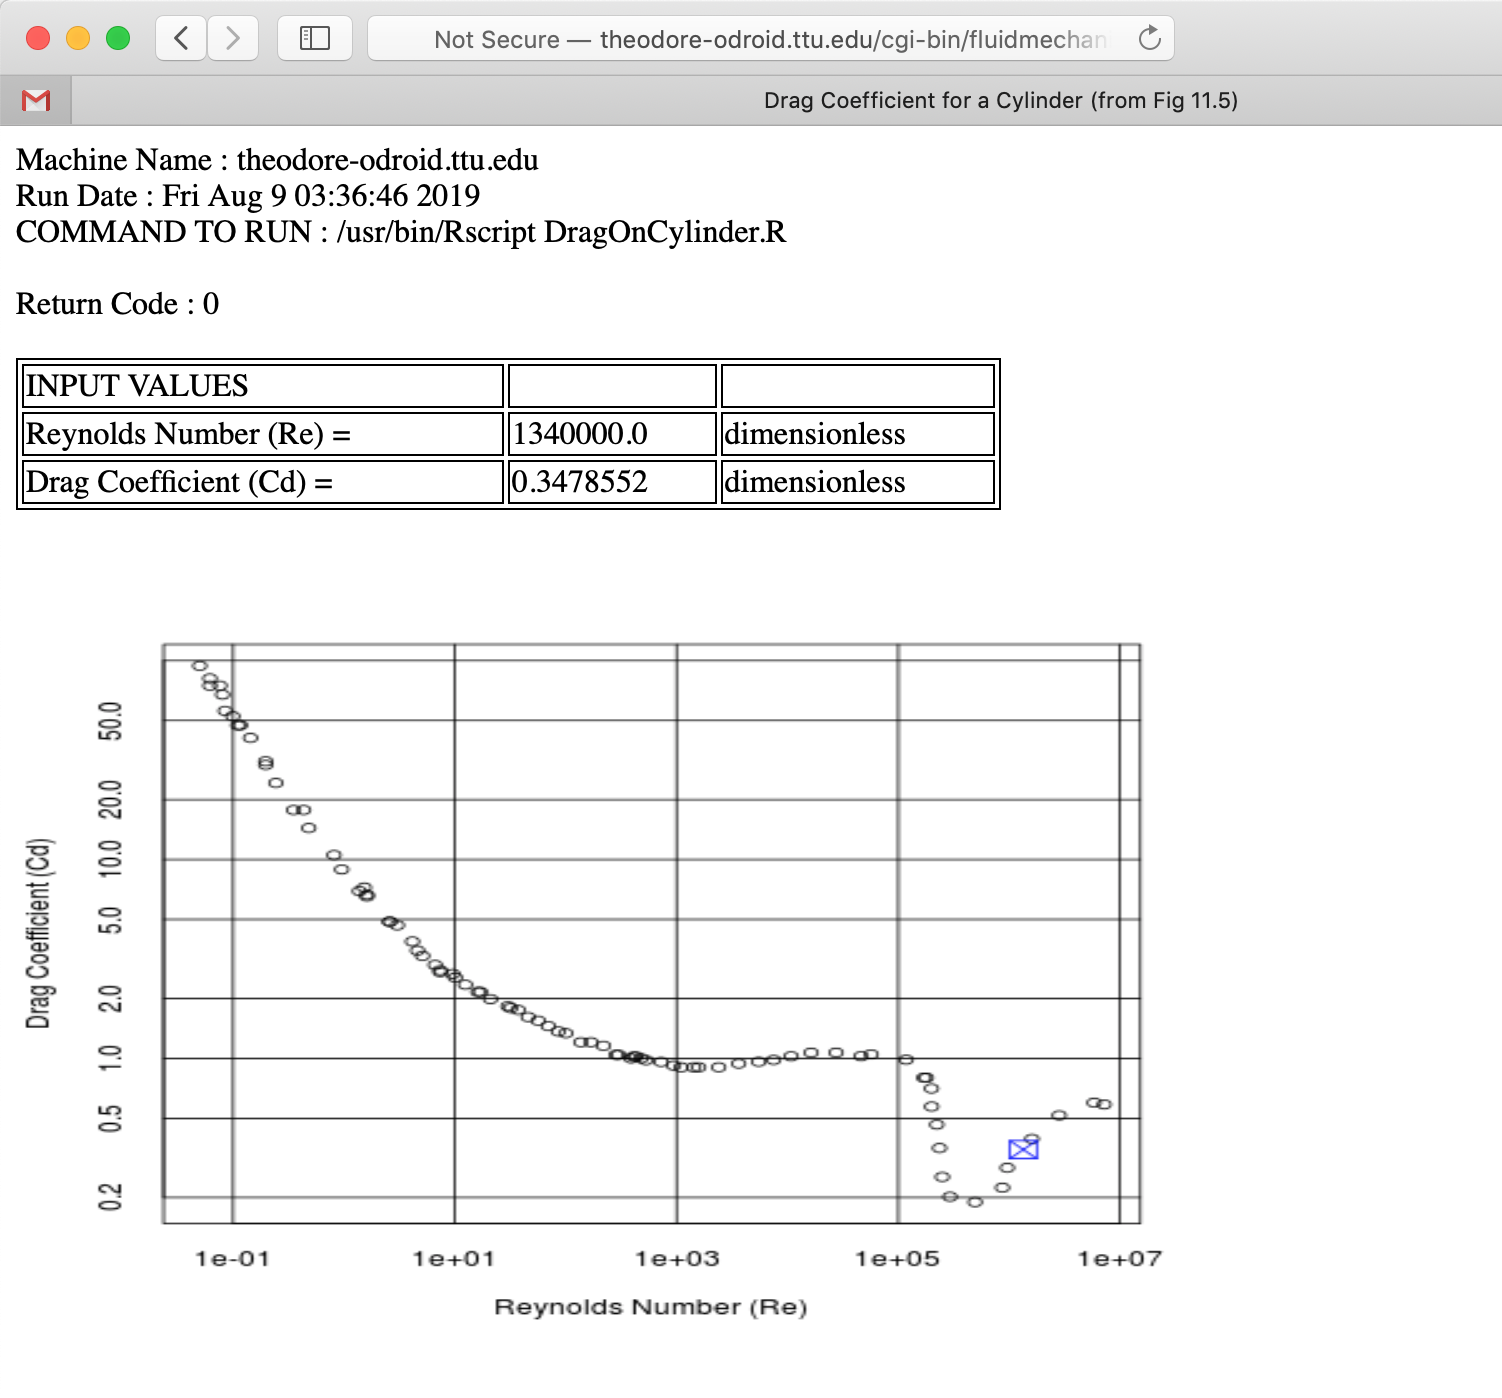 Not Secure — theodore-odroid.ttu.edu/cgi-bin/fluidmechan
Drag Coefficient for a Cylinder (from Fig 11.5)
Machine Name : theodore-odroid.ttu.edu
Run Date : Fri Aug 9 03:36:46 2019
COMMAND TO RUN : /usr/bin/Rscript DragOnCylinder.R
Return Code : 0
INPUT VALUES
Reynolds Number (Re) = 1340000.0 dimensionless
Drag Coefficient (Cd) = 0.3478552 dimensionless
Drag Coefficient (Cd)
50.0
20.0
10.0
5.0
2.0
1.0
0.5
0.2
1e-01 1e+01 1e+03 1e+05 1e+07
Reynolds Number (Re)